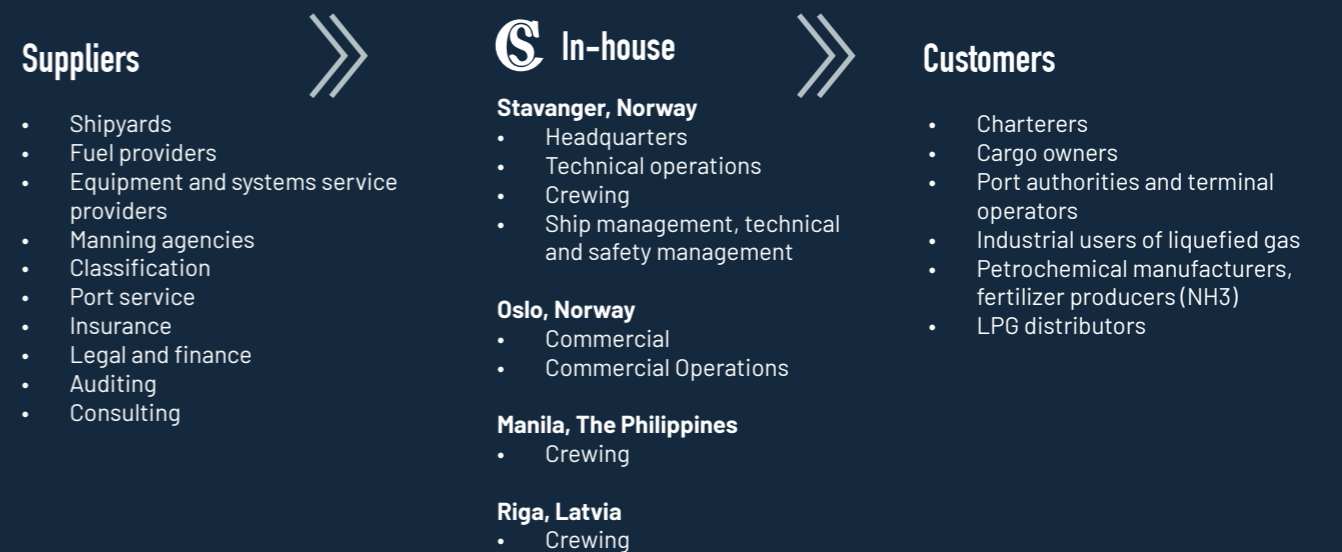 Suppliers
• Shipyards
• Fuel providers
• Equipment and systems service
providers
• Manning agencies
• Classification
• Port service
• Insurance
• Legal and finance
• Auditing
• Consulting
In-house
Stavanger, Norway
• Headquarters
• Technical operations
• Crewing
• Ship management, technical
and safety management
Oslo, Norway
• Commercial
• Commercial Operations
Manila, The Philippines
• Crewing
Riga, Latvia
• Crewing
Customers
• Charterers
• Cargo owners
• Port authorities and terminal
operators
• Industrial users of liquefied gas
• Petrochemical manufacturers,
fertilizer producers (NH3)
• LPG distributors